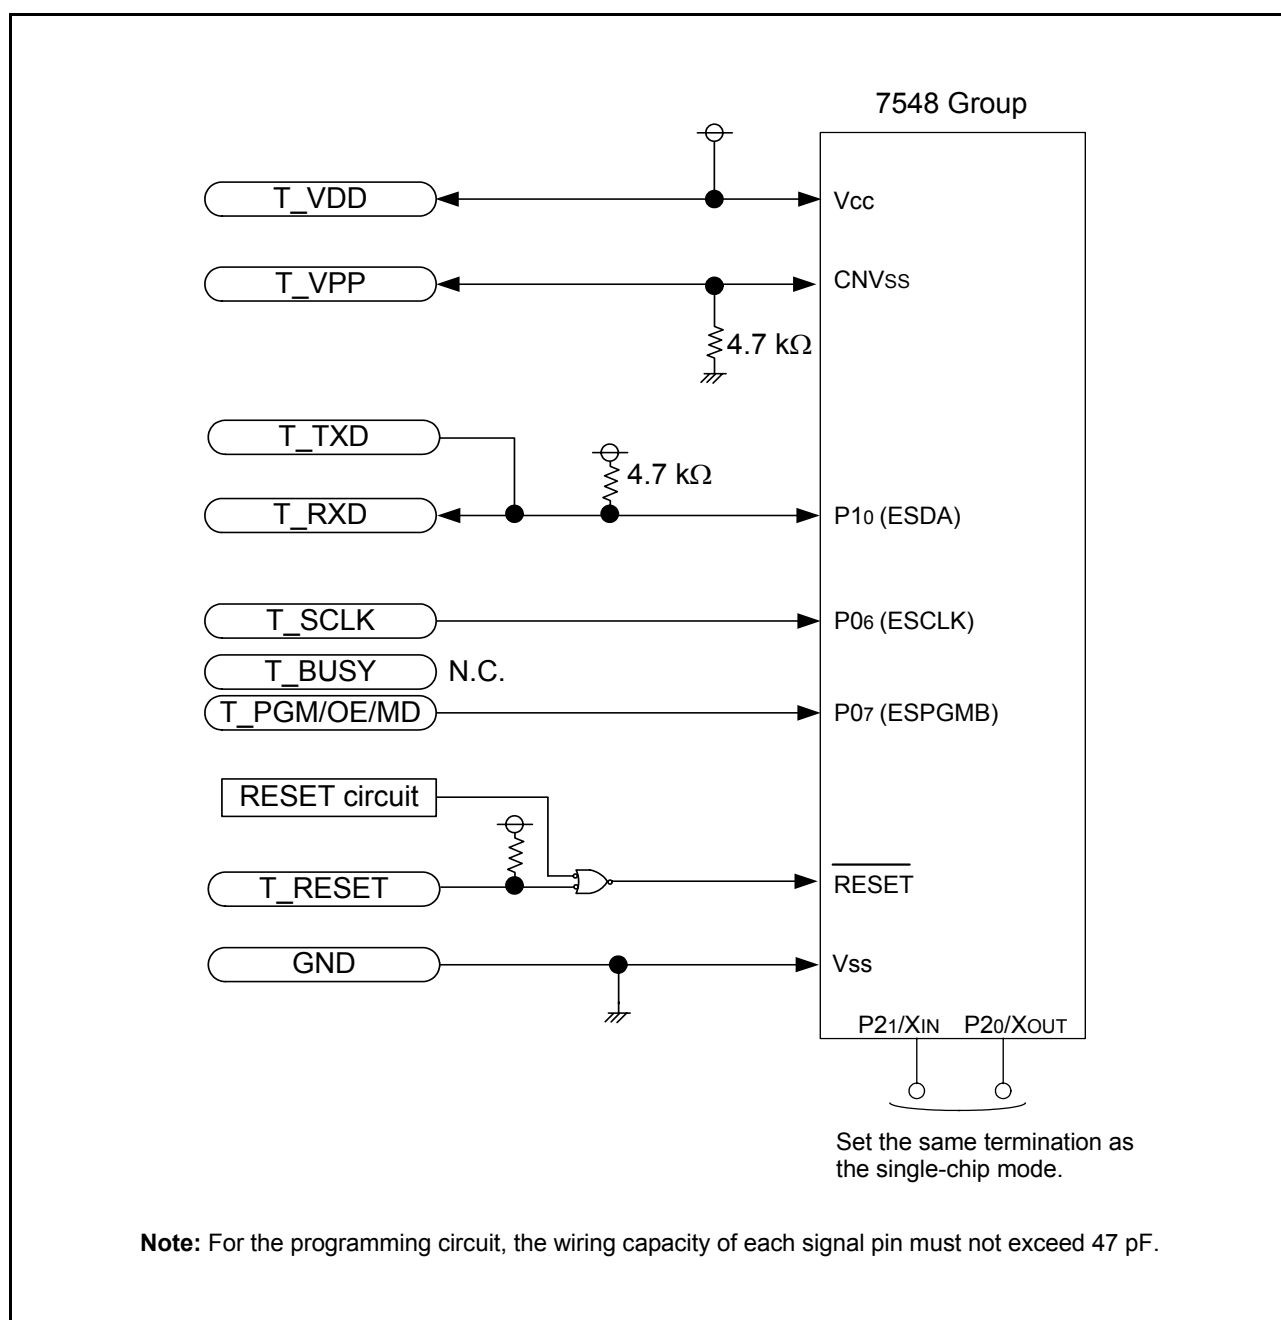 7548 Group
T_VDD
Vcc
T_VPP
CNVss
4.7 kΩ
T_TXD
4.7 kΩ
T_RXD
P10 (ESDA)
T_SCLK
P06 (ESCLK)
T_BUSY N.C.
T_PGM/OE/MD
P07 (ESPGMB)
RESET circuit
T_RESET
RESET
GND
Vss
P21/XIN P20/XOUT
Set the same termination as
the single-chip mode.
Note: For the programming circuit, the wiring capacity of each signal pin must not exceed 47 pF.